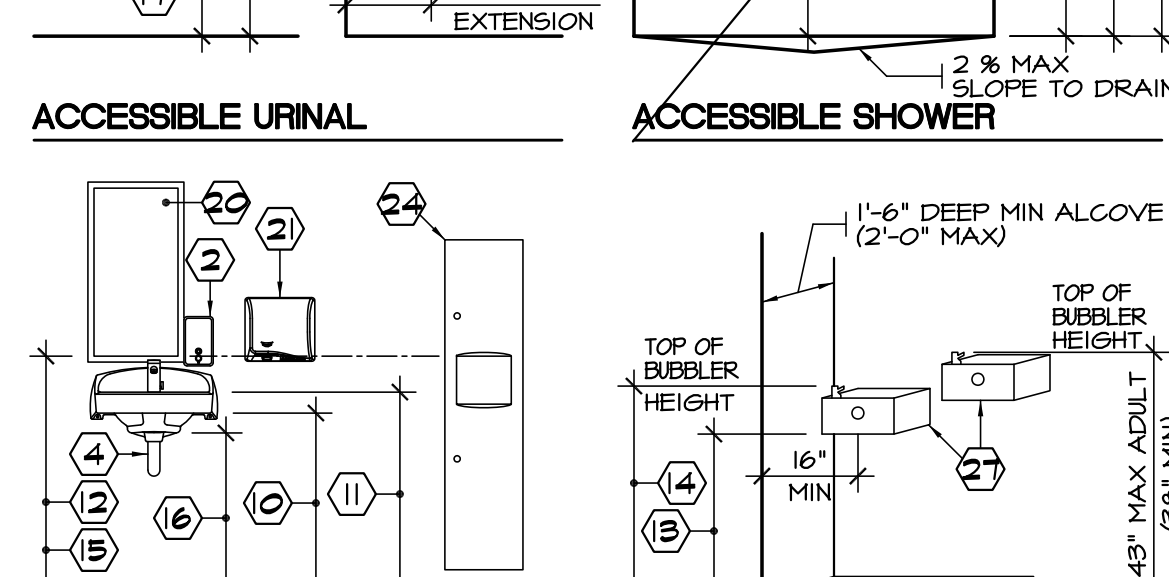 EXTENSION
2 % MAX
SLOPE TO DRAIN
ACCESSIBLE URINAL
ACCESSIBLE SHOWER
20
21
2
24
4
12
15
16
10
11
1'-6" DEEP MIN ALCOVE
(2'-0" MAX)
TOP OF
BUBBLER
HEIGHT
TOP OF
BUBBLER
HEIGHT
14
13
16"
MIN
27
43" MAX ADULT